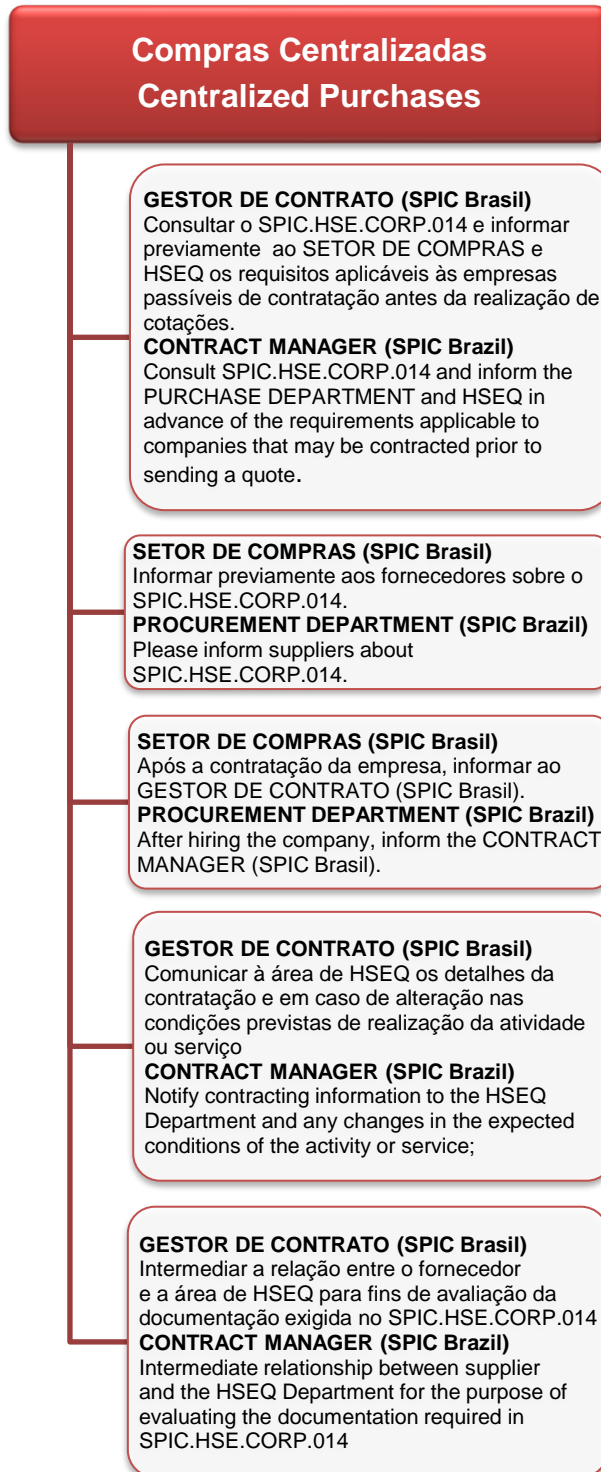 Compras Centralizadas
Centralized Purchases
GESTOR DE CONTRATO (SPIC Brasil)
Consultar o SPIC.HSE.CORP.014 e informar
previamente ao SETOR DE COMPRAS e
HSEQ os requisitos aplicáveis às empresas
passíveis de contratação antes da realização de
cotações.
CONTRACT MANAGER (SPIC Brazil)
Consult SPIC.HSE.CORP.014 and inform the
PURCHASE DEPARTMENT and HSEQ in
advance of the requirements applicable to
companies that may be contracted prior to
sending a quote.
SETOR DE COMPRAS (SPIC Brasil)
Informar previamente aos fornecedores sobre o
SPIC.HSE.CORP.014.
PROCUREMENT DEPARTMENT (SPIC Brazil)
Please inform suppliers about
SPIC.HSE.CORP.014.
SETOR DE COMPRAS (SPIC Brasil)
Após a contratação da empresa, informar ao
GESTOR DE CONTRATO (SPIC Brasil).
PROCUREMENT DEPARTMENT (SPIC Brazil)
After hiring the company, inform the CONTRACT
MANAGER (SPIC Brasil).
GESTOR DE CONTRATO (SPIC Brasil)
Comunicar à área de HSEQ os detalhes da
contratação e em caso de alteração nas
condições previstas de realização da atividade
ou serviço
CONTRACT MANAGER (SPIC Brazil)
Notify contracting information to the HSEQ
Department and any changes in the expected
conditions of the activity or service;
GESTOR DE CONTRATO (SPIC Brasil)
Intermediar a relação entre o fornecedor
e a área de HSEQ para fins de avaliação da
documentação exigida no SPIC.HSE.CORP.014
CONTRACT MANAGER (SPIC Brazil)
Intermediate relationship between supplier
and the HSEQ Department for the purpose of
evaluating the documentation required in
SPIC.HSE.CORP.014